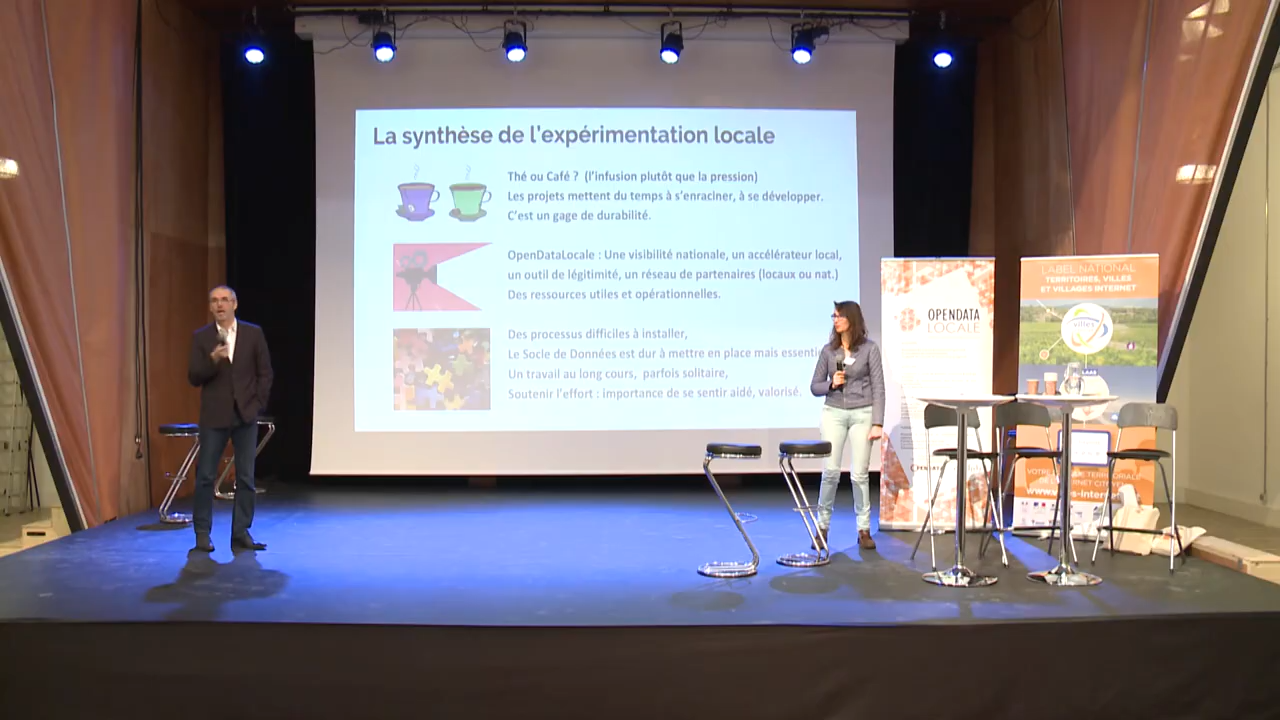 La synthèse de l'expérimentation locale
Thé ou Café ? (l'infusion plutôt que la pression)
Les projets mettent du temps à s'enraciner, à se développer.
C'est un gage de durabilité.
OpenDataLocale : Une visibilité nationale, un accélérateur local,
un outil de légitimité, un réseau de partenaires (locaux ou nat.)
Des ressources utiles et opérationnelles.
Des processus difficiles à installer,
Le Socle de Données est dur à mettre en place mais
Un travail au long cours, parfois solitaire,
Soutenir l'effort : importance de se sentir aidé, valorisé.
OPENDATA
LOCALE
LABEL NATIONAL
TERRITOIRES, VILLES
ET VILLAGES INTERNET